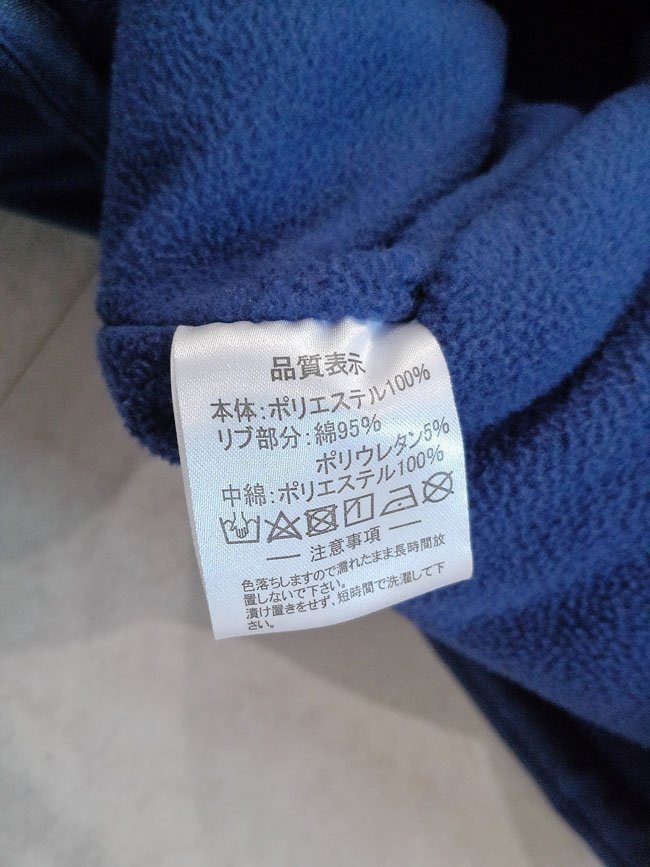 品質表示
本体:ポリエステル100%
リブ部分:綿95%
ポリウレタン5%
中綿:ポリエステル100%
注意事項
色落ちしますので濡れたまま長時間放
置しないで下さい。
漬け置きをせず、短時間で洗濯して下
さい。